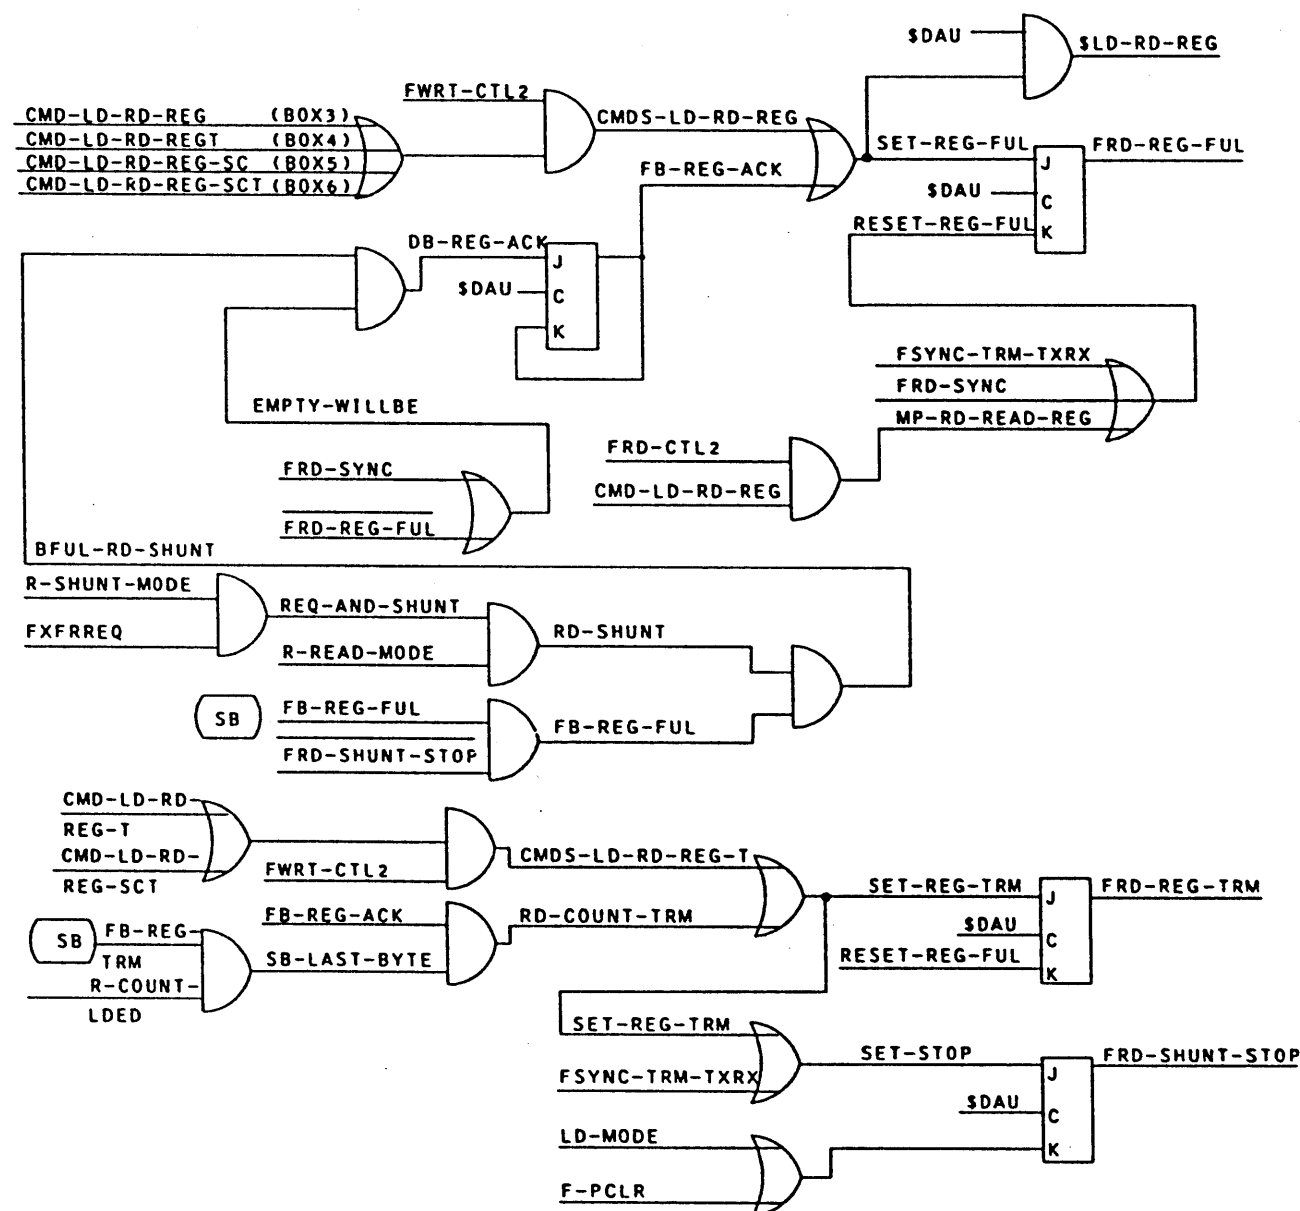 $DAU
$LD-RD-REG
FWRT-CTL2
CMD-LD-RD-REG (BOX3)
CMD-LD-RD-REGT (BOX4)
CMD-LD-RD-REG-SC (BOX5)
CMD-LD-RD-REG-SCT (BOX6)
CMDS-LD-RD-REG
FB-REG-ACK
SET-REG-FUL
J
FRD-REG-FUL
$DAU
C
RESET-REG-FUL
K
DB-REG-ACK
J
$DAU
C
K
FSYNC-TRM-TXRX
FRD-SYNC
MP-RD-READ-REG
EMPTY-WILLBE
FRD-CTL2
CMD-LD-RD-REG
FRD-SYNC
FRD-REG-FUL
BFUL-RD-SHUNT
R-SHUNT-MODE
FXFRREQ
REQ-AND-SHUNT
R-READ-MODE
RD-SHUNT
SB
FB-REG-FUL
FRD-SHUNT-STOP
FB-REG-FUL
CMD-LD-RD-
REG-T
CMD-LD-RD-
REG-SCT
FWRT-CTL2
CMDS-LD-RD-REG-T
FB-REG-ACK
RD-COUNT-TRM
SB
FB-REG-
TRM
SB-LAST-BYTE
R-COUNT-
LDED
SET-REG-TRM
J
FRD-REG-TRM
$DAU
C
RESET-REG-FUL
K
SET-REG-TRM
FSYNC-TRM-TXRX
SET-STOP
J
FRD-SHUNT-STOP
$DAU
C
K
LD-MODE
F-PCLR